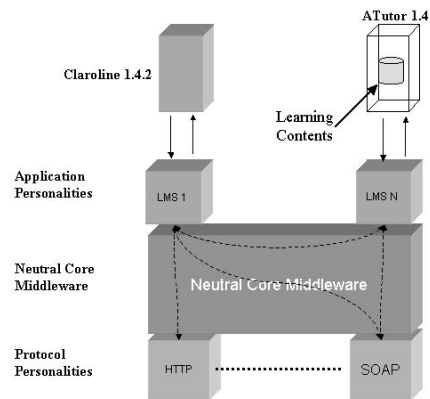 ATutor 1.4
Claroline 1.4.2
Learning
Contents
Application
Personalities
LMS 1
LMS N
Neutral Core
Middleware
Neutral Core Middleware
Protocol
Personalities
HTTP
SOAP